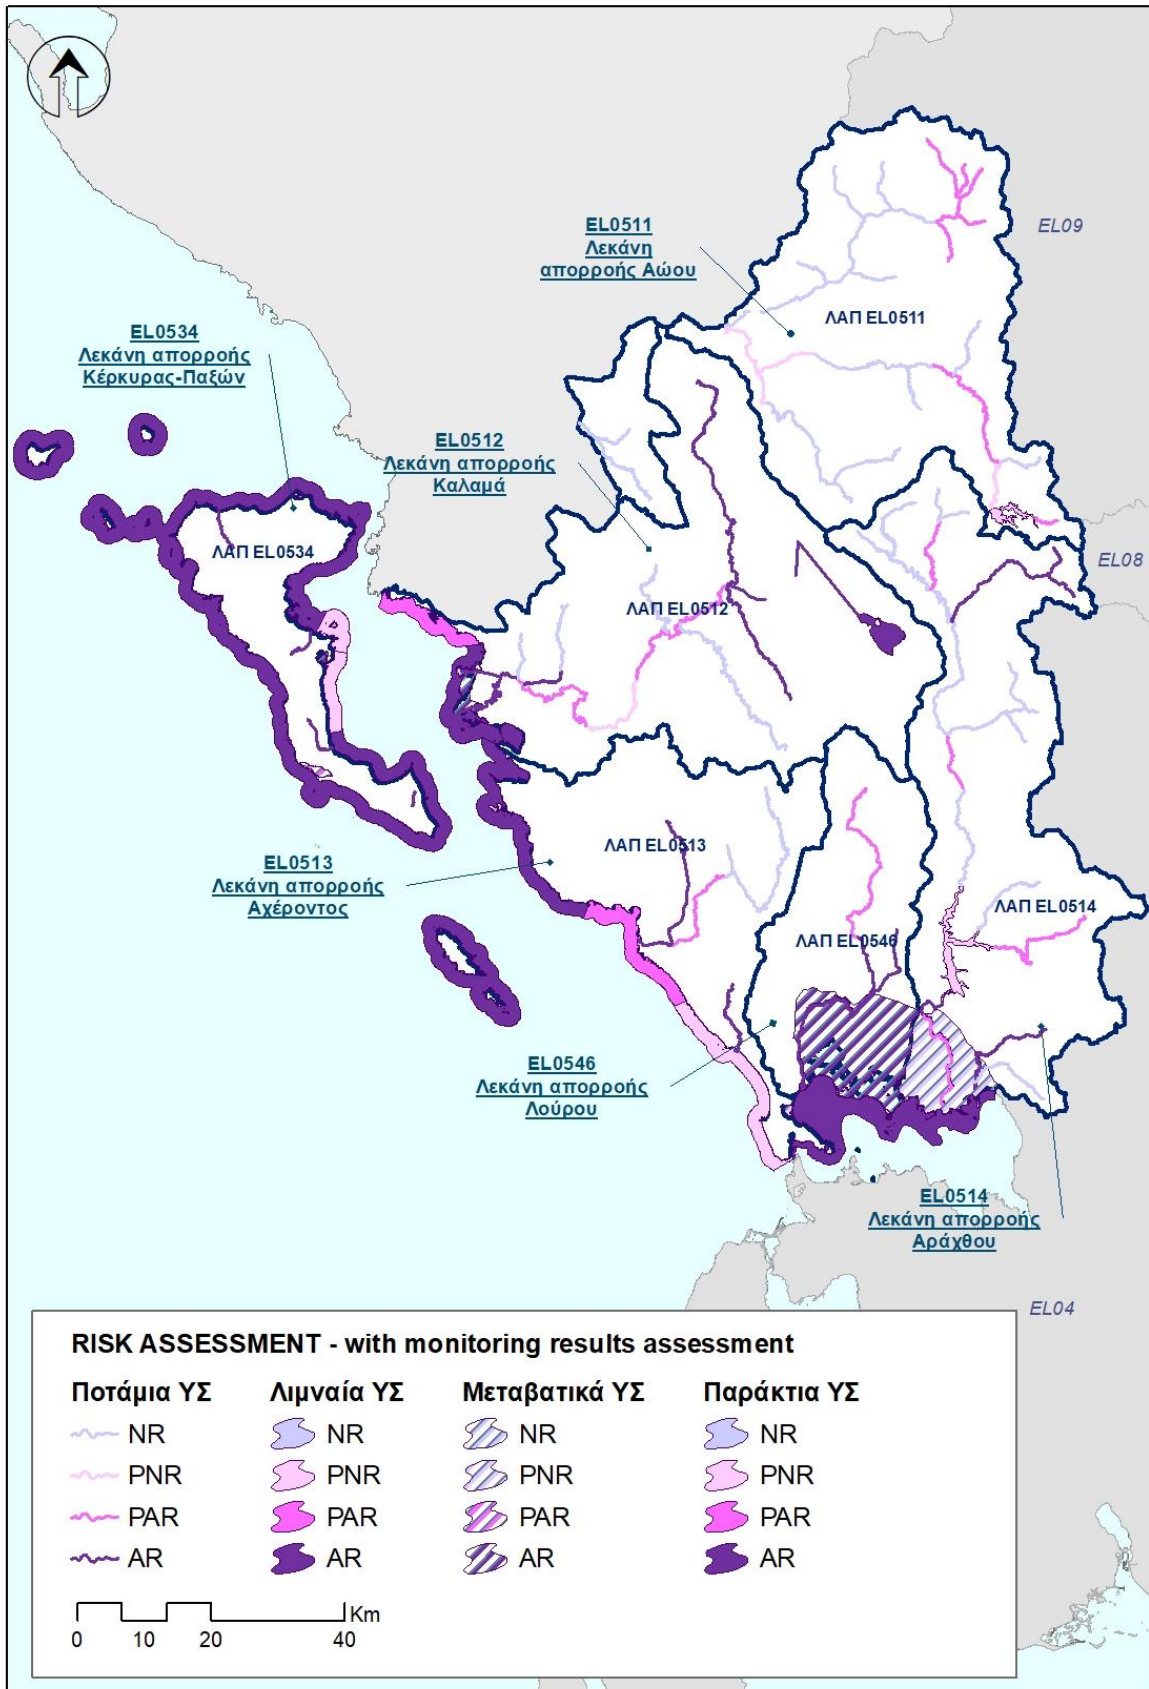 EL09
EL0511
Λεκάνη
απορροής Αώου
ΛΑΠ EL0511
EL0534
Λεκάνη απορροής
Κέρκυρας-Παξών
EL0512
Λεκάνη απορροής
Καλαμά
ΛΑΠ EL0534
EL08
ΛΑΠ EL0512
ΛΑΠ EL0513
EL0513
Λεκάνη απορροής
Αχέροντος
ΛΑΠ EL0514
ΛΑΠ EL0546
EL0546
Λεκάνη απορροής
Λούρου
EL0514
Λεκάνη απορροής
Αράχθου
EL04
RISK ASSESSMENT - with monitoring results assessment
Ποτάμια ΥΣ Λιμναία ΥΣ Μεταβατικά ΥΣ Παράκτια ΥΣ
NR NR NR NR
PNR PNR PNR PNR
PAR PAR PAR PAR
AR AR AR AR
Km
0 10 20 40